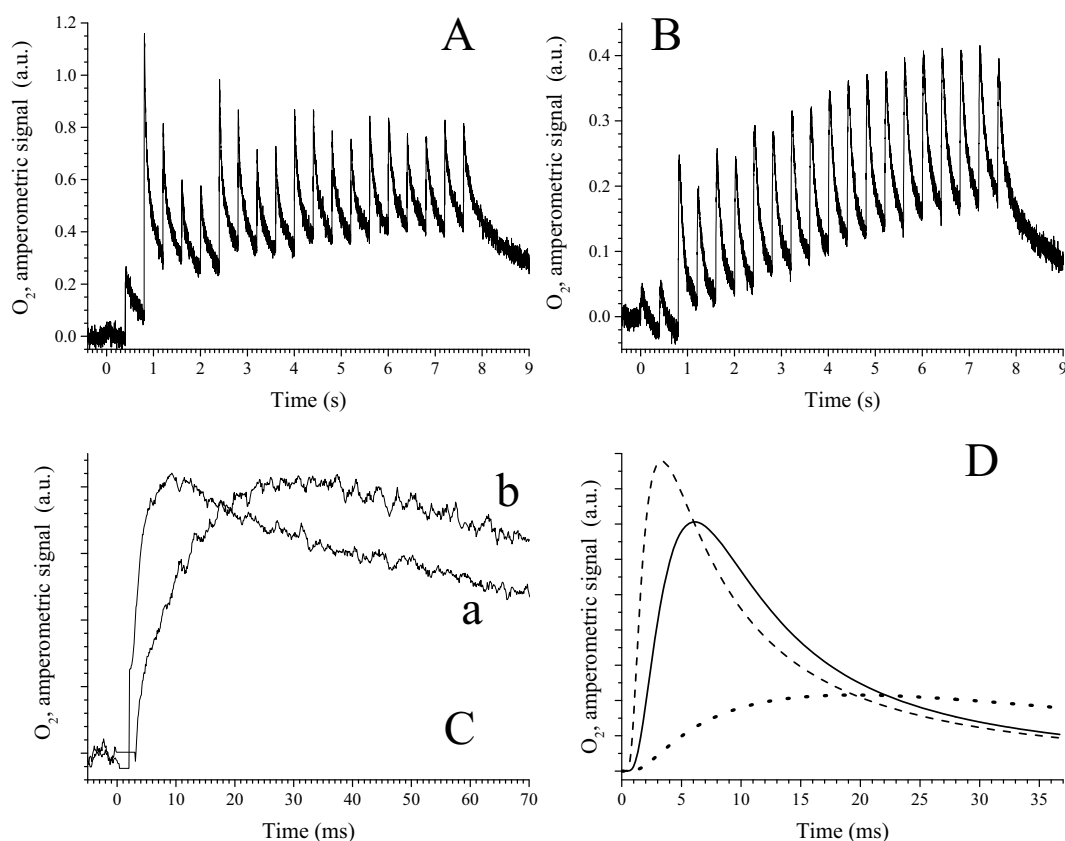 A
O2, amperometric signal (a.u.)
1.2
1.0
0.8
0.6
0.4
0.2
0.0
0 1 2 3 4 5 6 7 8 9
Time (s)
B
O2, amperometric signal (a.u.)
0.4
0.3
0.2
0.1
0.0
0 1 2 3 4 5 6 7 8 9
Time (s)
C
O2, amperometric signal (a.u.)
b
a
0 10 20 30 40 50 60 70
Time (ms)
D
O2, amperometric signal (a.u.)
0 5 10 15 20 25 30 35
Time (ms)